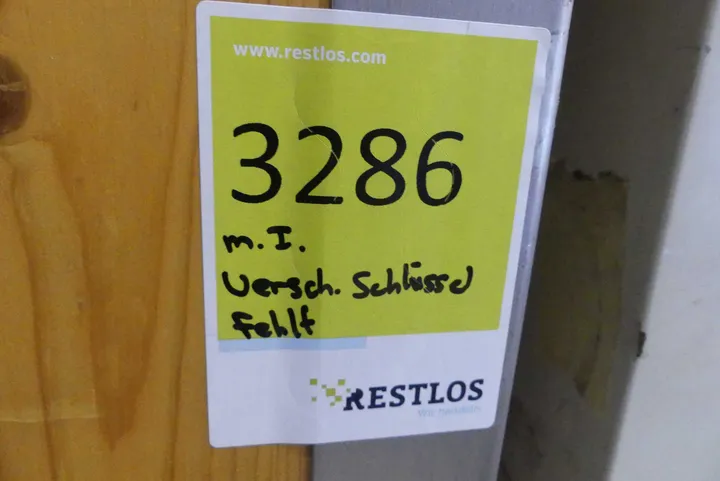 www.restlos.com
3286
m. I.
Versch. Schlüssel
fehlt
RESTLOS